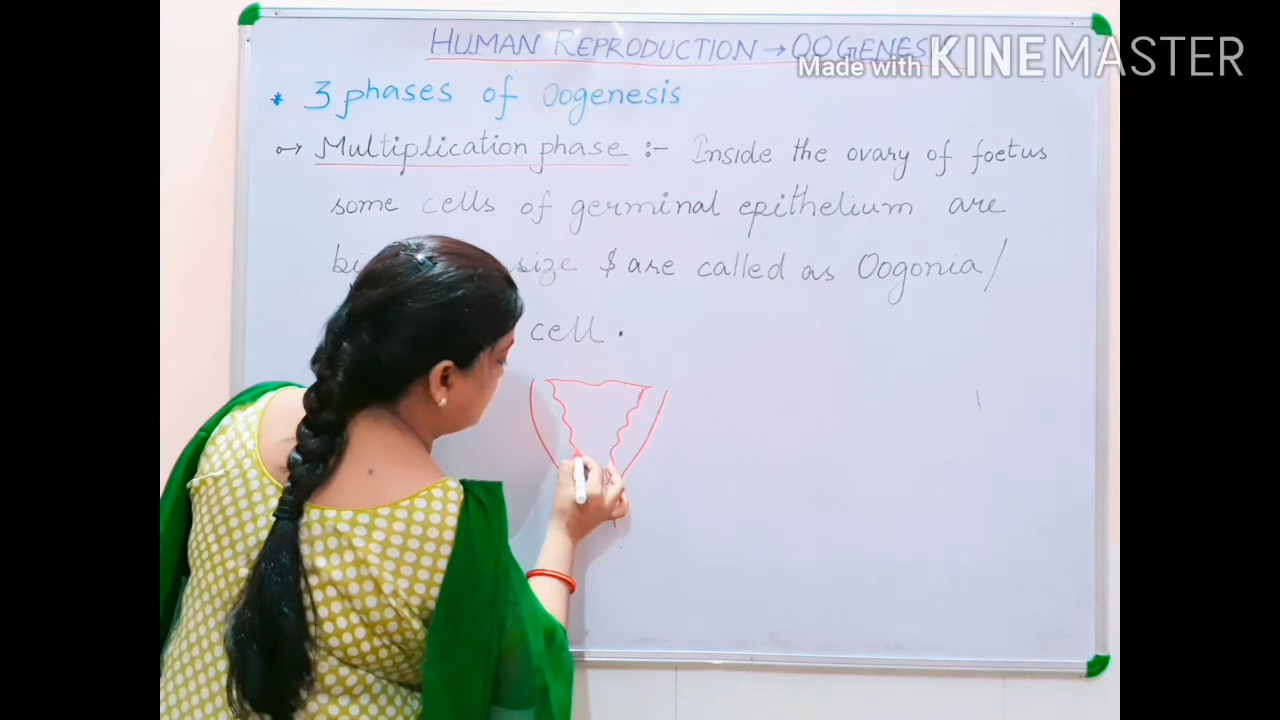 HUMAN REPRODUCTION → OOGENESIS
Made with KINEMASTER
* 3 phases of Oogenesis
Multiplication phase :- Inside the ovary of foetus
some cells of germinal epithelium are
size & are called as Oogonia/
cell.